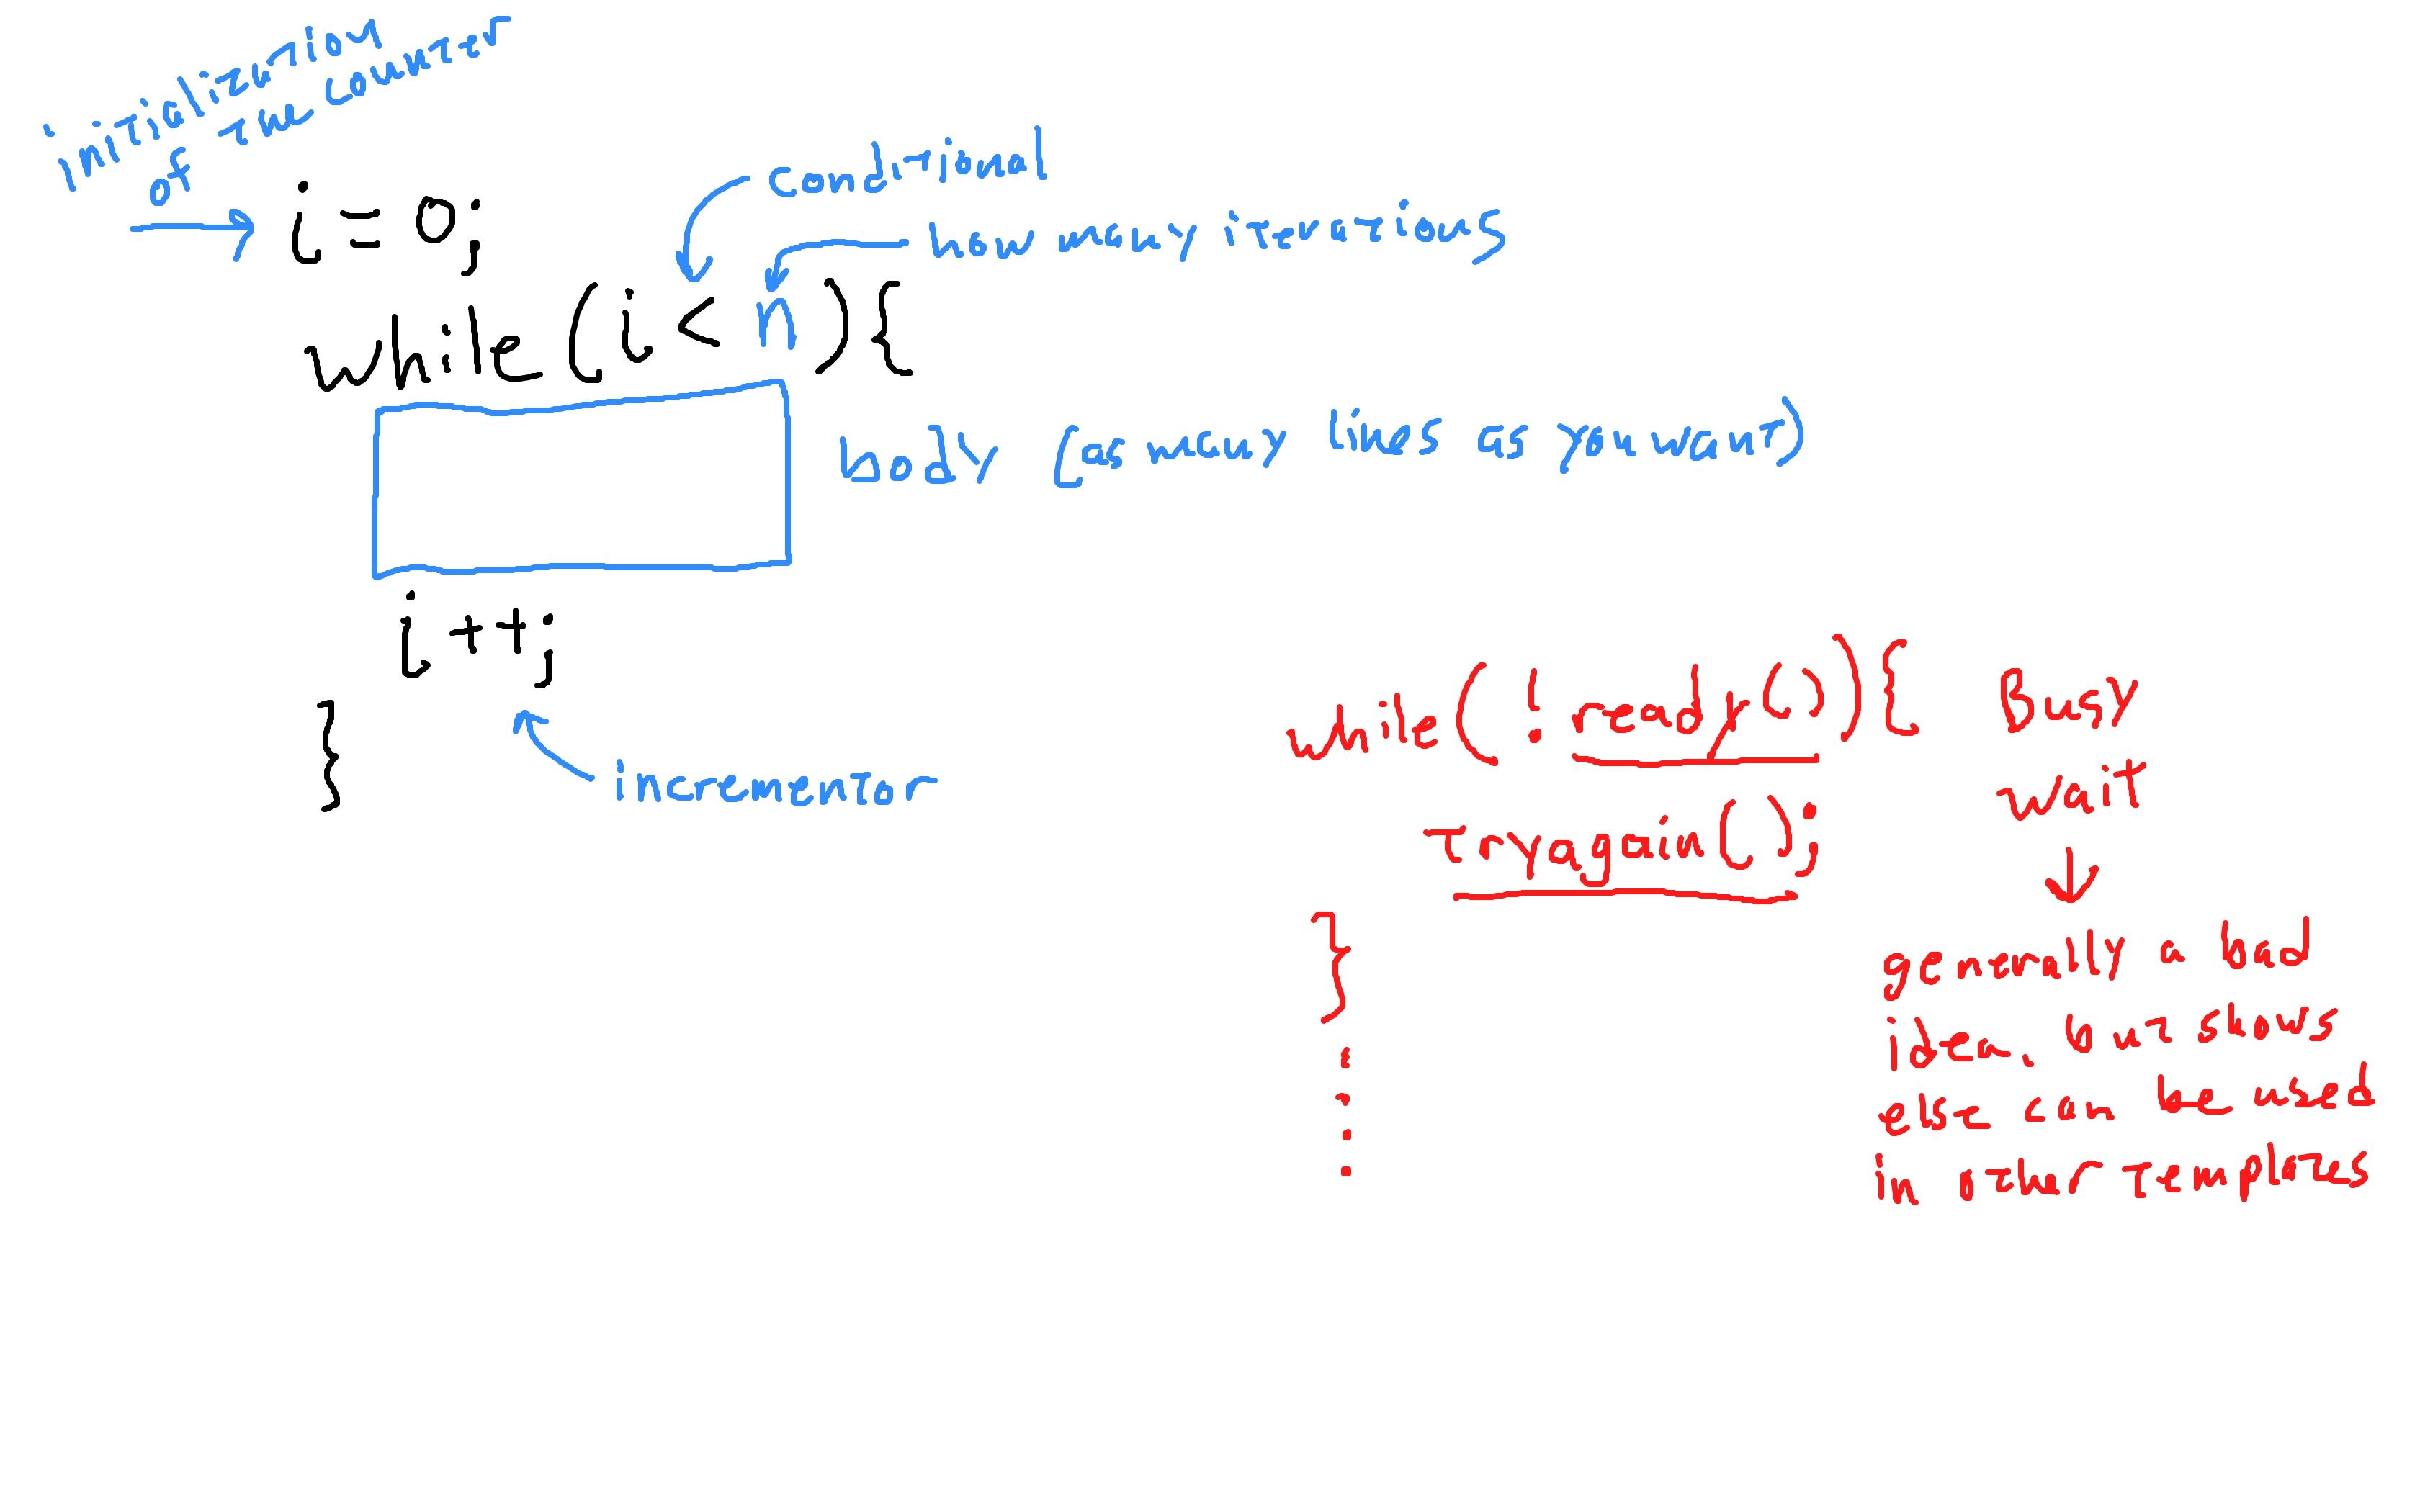 initialization
of the counter
i = 0;
conditional
how many iterations
while (i < n ) {
body (as many lines as you want)
i ++;
}
incrementor
while( ! ready()){
tryagain();
}
Busy
wait
generally a bad
idea, but shows
else can be used
in other templates